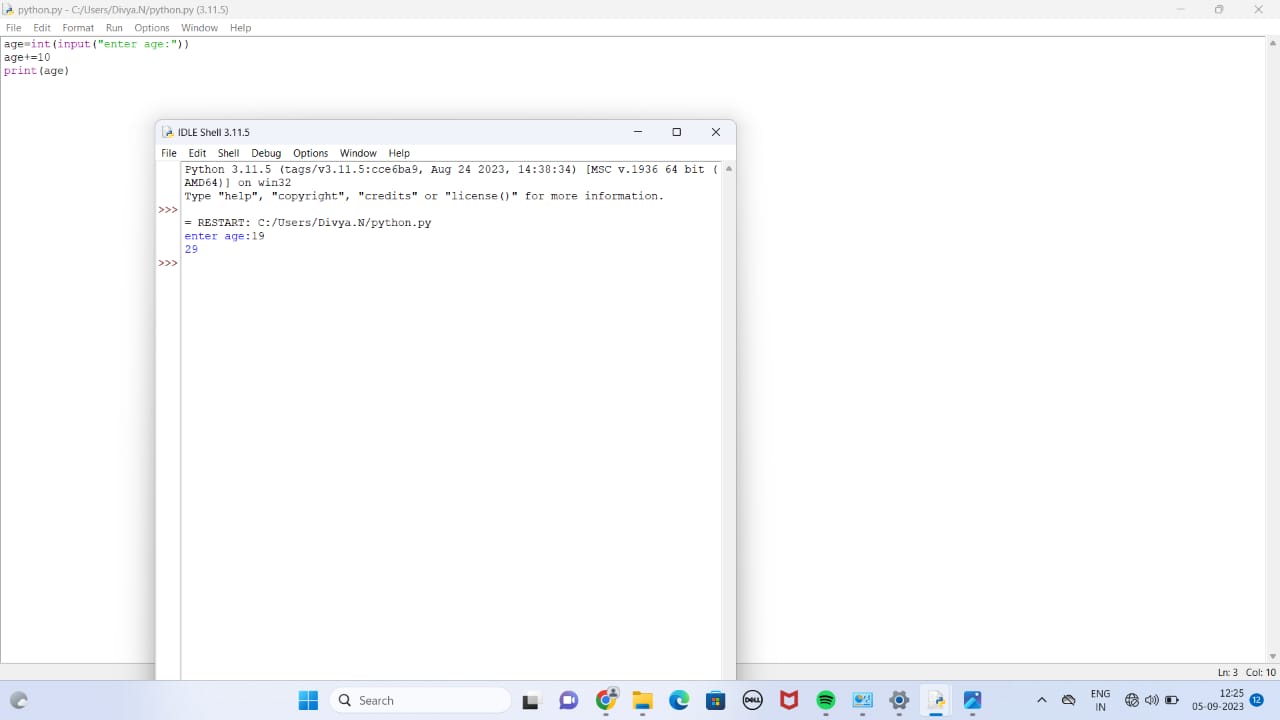 python.py - C:/Users/Divya.N/python.py (3.11.5)
File Edit Format Run Options Window Help
age=int(input("enter age:"))
age+=10
print(age)
IDLE Shell 3.11.5
File Edit Shell Debug Options Window Help
Python 3.11.5 (tags/v3.11.5:cce6ba9, Aug 24 2023, 14:38:34) [MSC v.1936 64 bit (
AMD64)] on win32
Type "help", "copyright", "credits" or "license()" for more information.
>>>
= RESTART: C:/Users/Divya.N/python.py
enter age:19
29
>>>
Ln: 3 Col: 10
Search
DELL
ENG
IN
12:25
05-09-2023
12